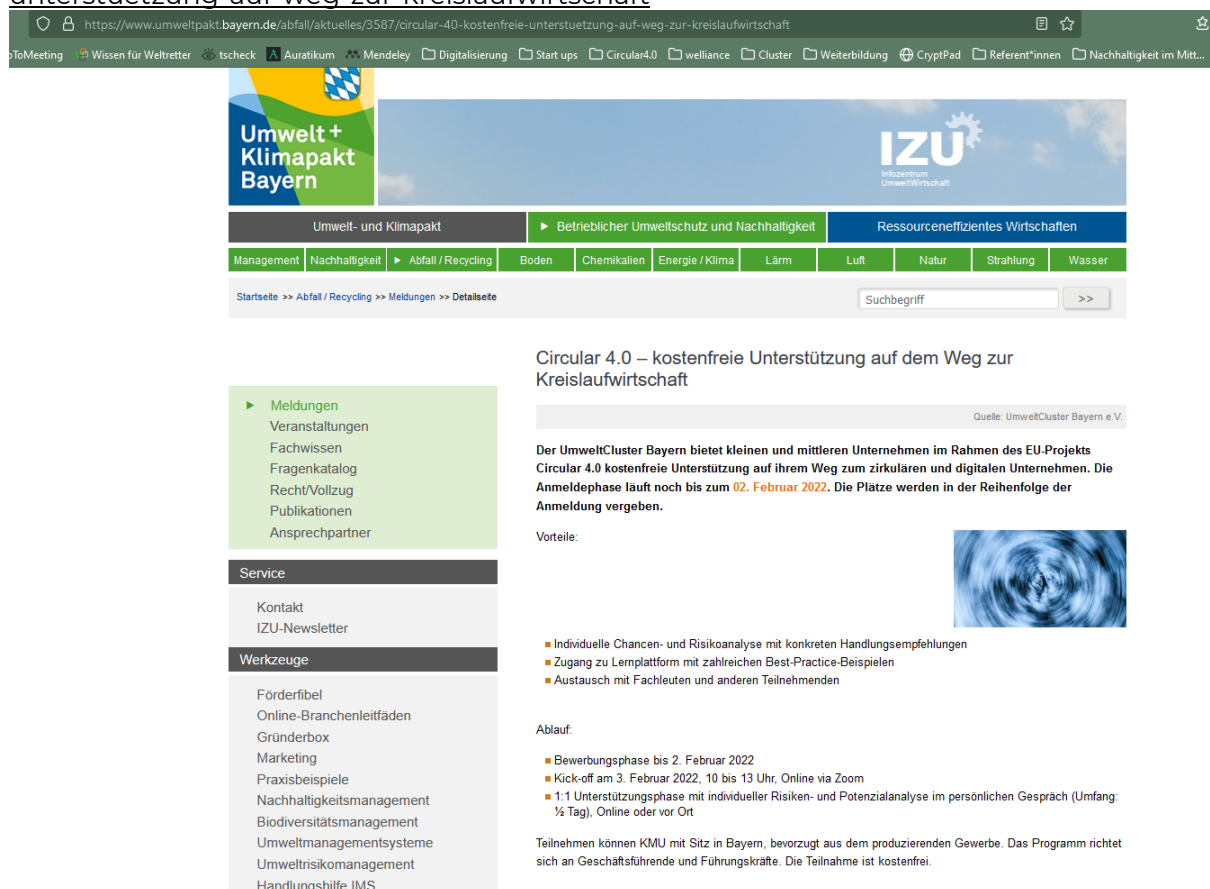 unterstuetzung-auf-weg-zur-kreislaufwirtschaft
https://www.umweltpakt.bayern.de/abfall/aktuelles/3587/circular-40-kostenfreie-unterstuetzung-auf-weg-zur-kreislaufwirtschaft
oToMeeting Wissen für Weltretter tscheck Auratikum Mendeley Digitalisierung Start ups Circular4.0 welliance Cluster Weiterbildung CryptPad Referent*innen Nachhaltigkeit im Mitt...
Umwelt+
Klimapakt
Bayern
IZU
Infozentrum
UmweltWirtschaft
Umwelt- und Klimapakt ► Betrieblicher Umweltschutz und Nachhaltigkeit Ressourceneffizientes Wirtschaften
Management Nachhaltigkeit ► Abfall / Recycling Boden Chemikalien Energie / Klima Lärm Luft Natur Strahlung Wasser
Startseite >> Abfall / Recycling >> Meldungen >> Detailseite
Suchbegriff >>
Circular 4.0 – kostenfreie Unterstützung auf dem Weg zur
Kreislaufwirtschaft
Quelle: UmweltCluster Bayern e.V.
► Meldungen
Veranstaltungen
Fachwissen
Fragenkatalog
Recht/Vollzug
Publikationen
Ansprechpartner
Service
Kontakt
IZU-Newsletter
Werkzeuge
Förderfibel
Online-Branchenleitfäden
Gründerbox
Marketing
Praxisbeispiele
Nachhaltigkeitsmanagement
Biodiversitätsmanagement
Umweltmanagementsysteme
Umweltrisikomanagement
Handlungshilfe IMS
Der UmweltCluster Bayern bietet kleinen und mittleren Unternehmen im Rahmen des EU-Projekts
Circular 4.0 kostenfreie Unterstützung auf ihrem Weg zum zirkulären und digitalen Unternehmen. Die
Anmeldephase läuft noch bis zum 02. Februar 2022. Die Plätze werden in der Reihenfolge der
Anmeldung vergeben.
Vorteile:
▪ Individuelle Chancen- und Risikoanalyse mit konkreten Handlungsempfehlungen
▪ Zugang zu Lernplattform mit zahlreichen Best-Practice-Beispielen
▪ Austausch mit Fachleuten und anderen Teilnehmenden
Ablauf:
▪ Bewerbungsphase bis 2. Februar 2022
▪ Kick-off am 3. Februar 2022, 10 bis 13 Uhr, Online via Zoom
▪ 1:1 Unterstützungsphase mit individueller Risiken- und Potenzialanalyse im persönlichen Gespräch (Umfang:
½ Tag), Online oder vor Ort
Teilnehmen können KMU mit Sitz in Bayern, bevorzugt aus dem produzierenden Gewerbe. Das Programm richtet
sich an Geschäftsführende und Führungskräfte. Die Teilnahme ist kostenfrei.